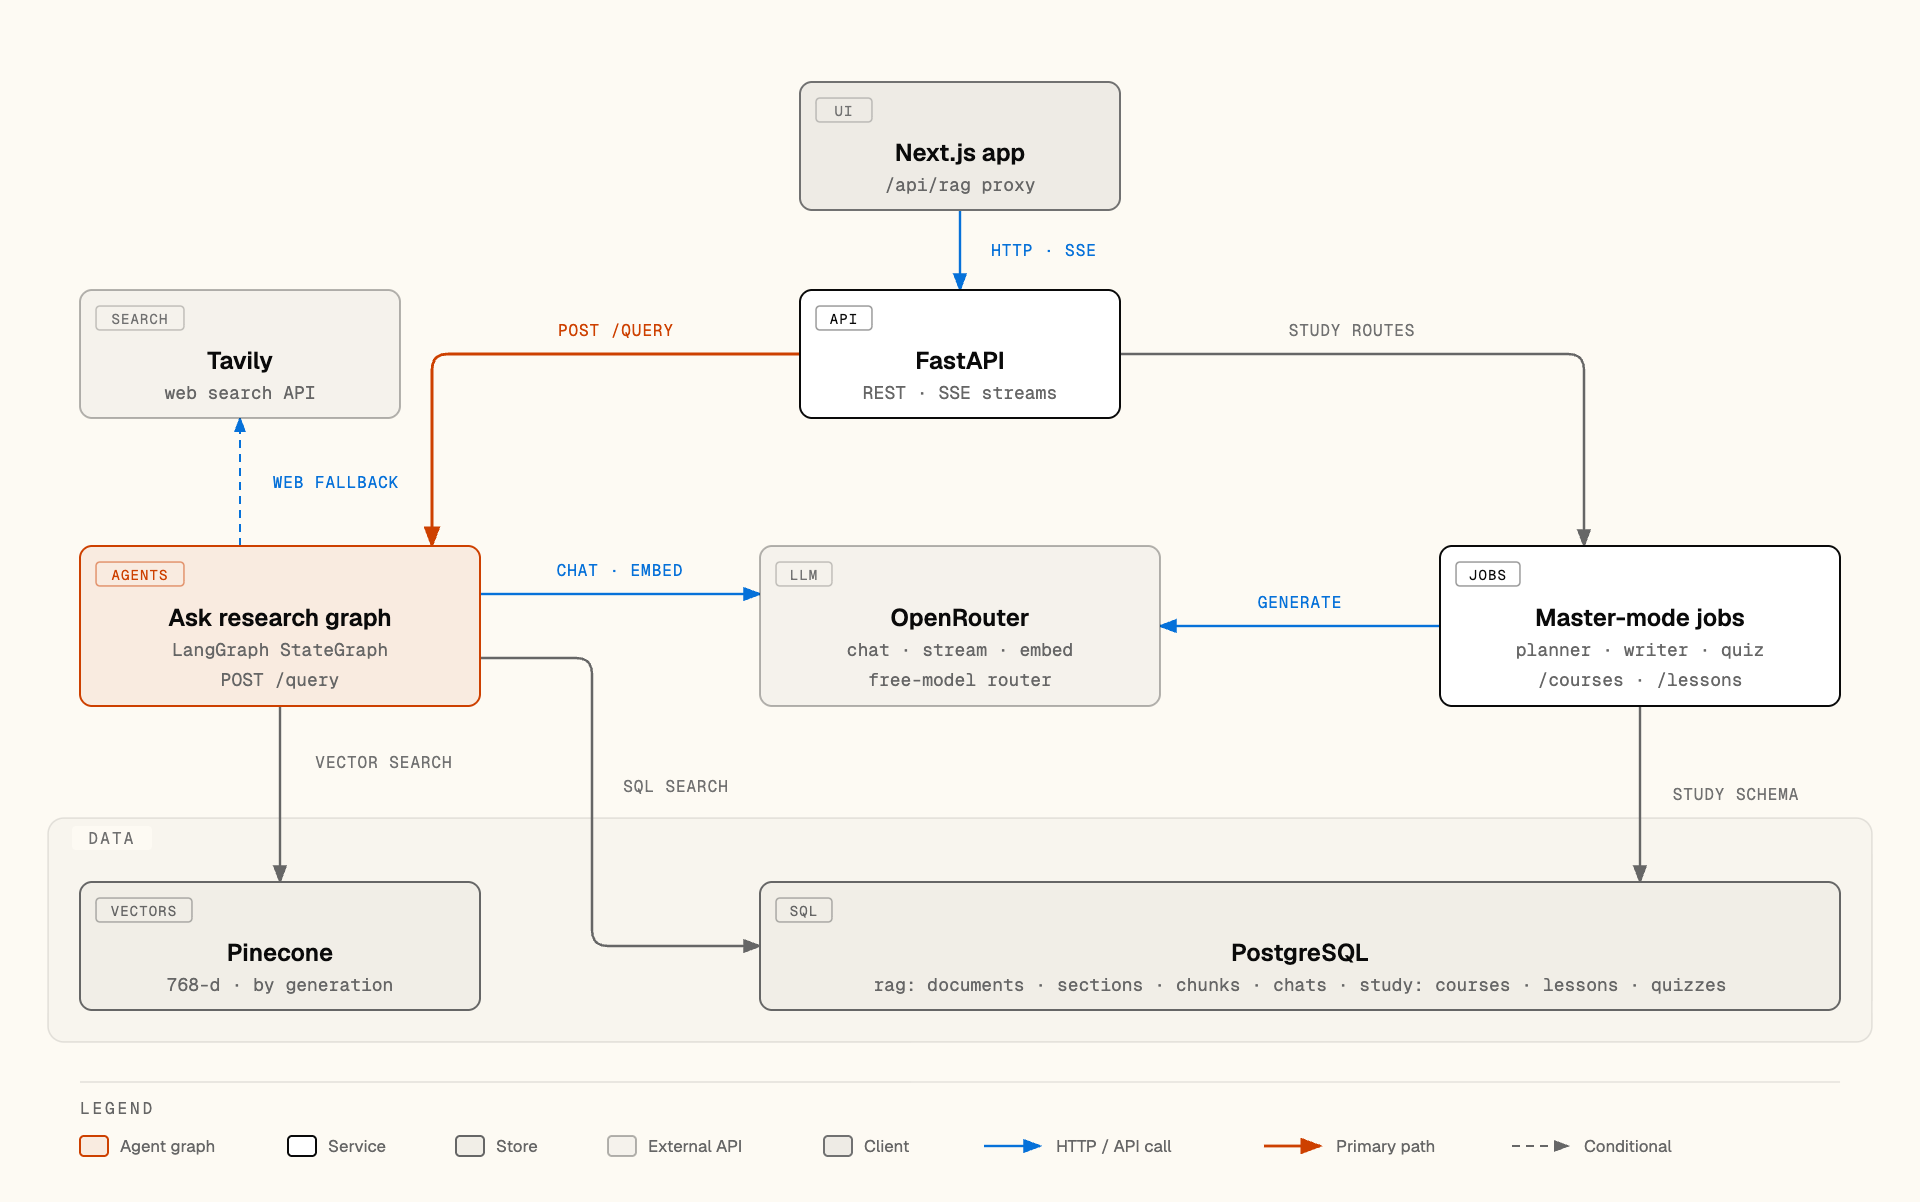 UI
Next.js app
/api/rag proxy
HTTP · SSE
SEARCH
Tavily
web search API
POST /QUERY
API
FastAPI
REST · SSE streams
STUDY ROUTES
WEB FALLBACK
AGENTS
Ask research graph
LangGraph StateGraph
POST /query
CHAT · EMBED
LLM
OpenRouter
chat · stream · embed
free-model router
GENERATE
JOBS
Master-mode jobs
planner · writer · quiz
/courses · /lessons
VECTOR SEARCH
SQL SEARCH
STUDY SCHEMA
DATA
VECTORS
Pinecone
768-d · by generation
SQL
PostgreSQL
rag: documents · sections · chunks · chats · study: courses · lessons · quizzes
LEGEND
Agent graph
Service
Store
External API
Client
HTTP / API call
Primary path
Conditional